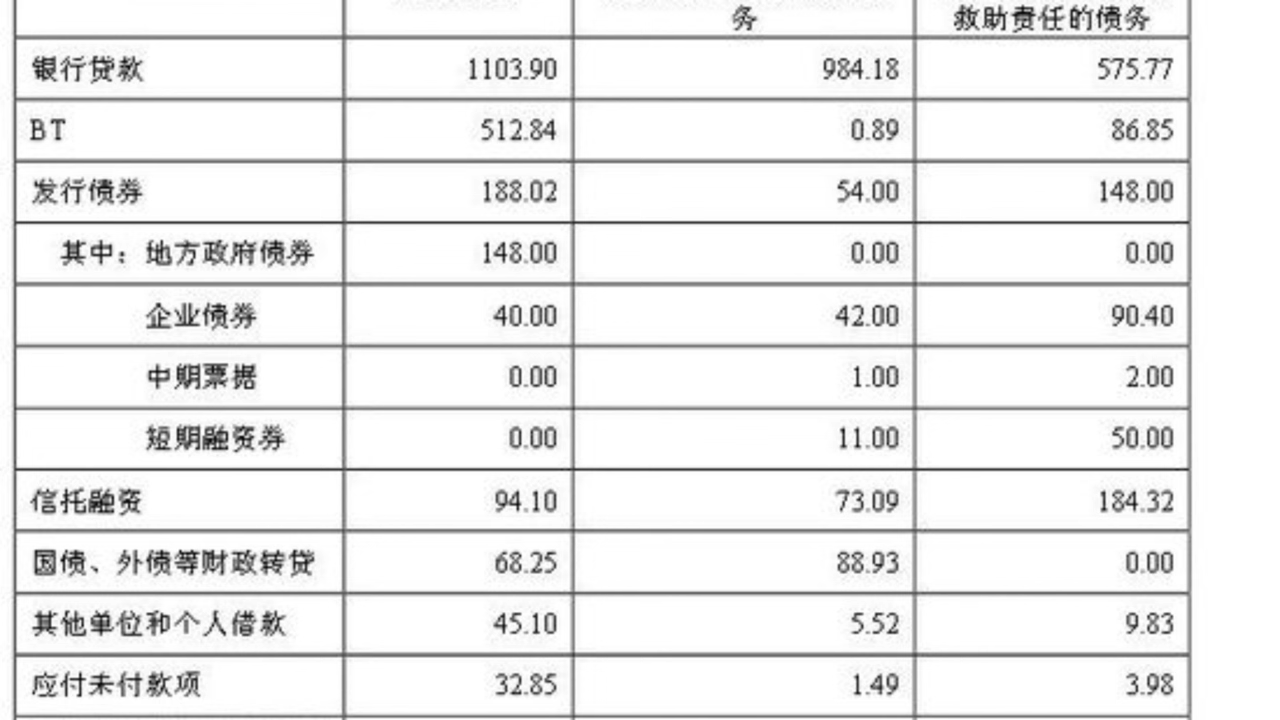 务 救助责任的债务
银行贷款 1103.90 984.18 575.77
BT 512.84 0.89 86.85
发行债券 188.02 54.00 148.00
其中：地方政府债券 148.00 0.00 0.00
企业债券 40.00 42.00 90.40
中期票据 0.00 1.00 2.00
短期融资券 0.00 11.00 50.00
信托融资 94.10 73.09 184.32
国债、外债等财政转贷 68.25 88.93 0.00
其他单位和个人借款 45.10 5.52 9.83
应付未付款项 32.85 1.49 3.98